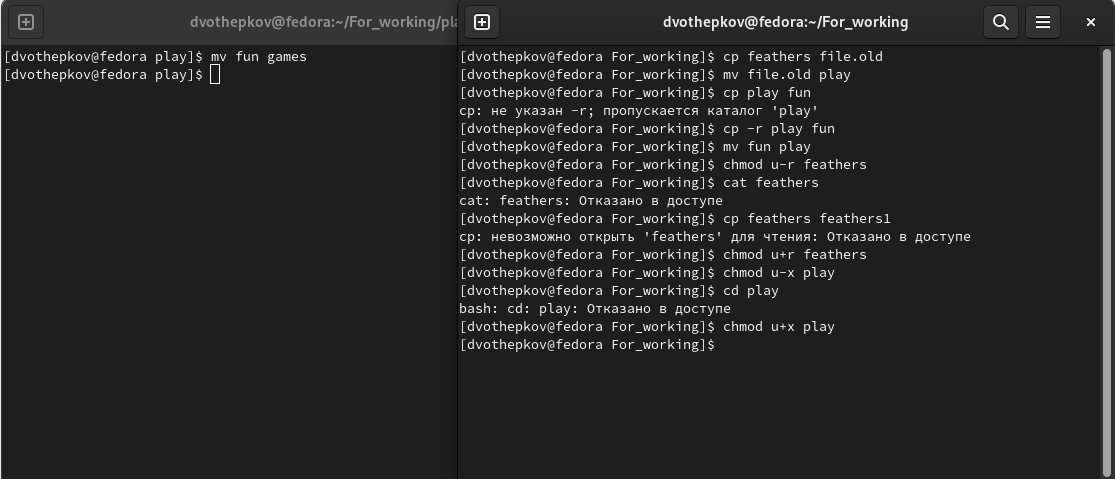 dvothepkov@fedora:~/For_working/pla
[dvothepkov@fedora play]$ mv fun games
[dvothepkov@fedora play]$
dvothepkov@fedora:~/For_working
[dvothepkov@fedora For_working]$ cp feathers file.old
[dvothepkov@fedora For_working]$ mv file.old play
[dvothepkov@fedora For_working]$ cp play fun
cp: не указан -r; пропускается каталог 'play'
[dvothepkov@fedora For_working]$ cp -r play fun
[dvothepkov@fedora For_working]$ mv fun play
[dvothepkov@fedora For_working]$ chmod u-r feathers
[dvothepkov@fedora For_working]$ cat feathers
cat: feathers: Отказано в доступе
[dvothepkov@fedora For_working]$ cp feathers feathers1
cp: невозможно открыть 'feathers' для чтения: Отказано в доступе
[dvothepkov@fedora For_working]$ chmod u+r feathers
[dvothepkov@fedora For_working]$ chmod u-x play
[dvothepkov@fedora For_working]$ cd play
bash: cd: play: Отказано в доступе
[dvothepkov@fedora For_working]$ chmod u+x play
[dvothepkov@fedora For_working]$